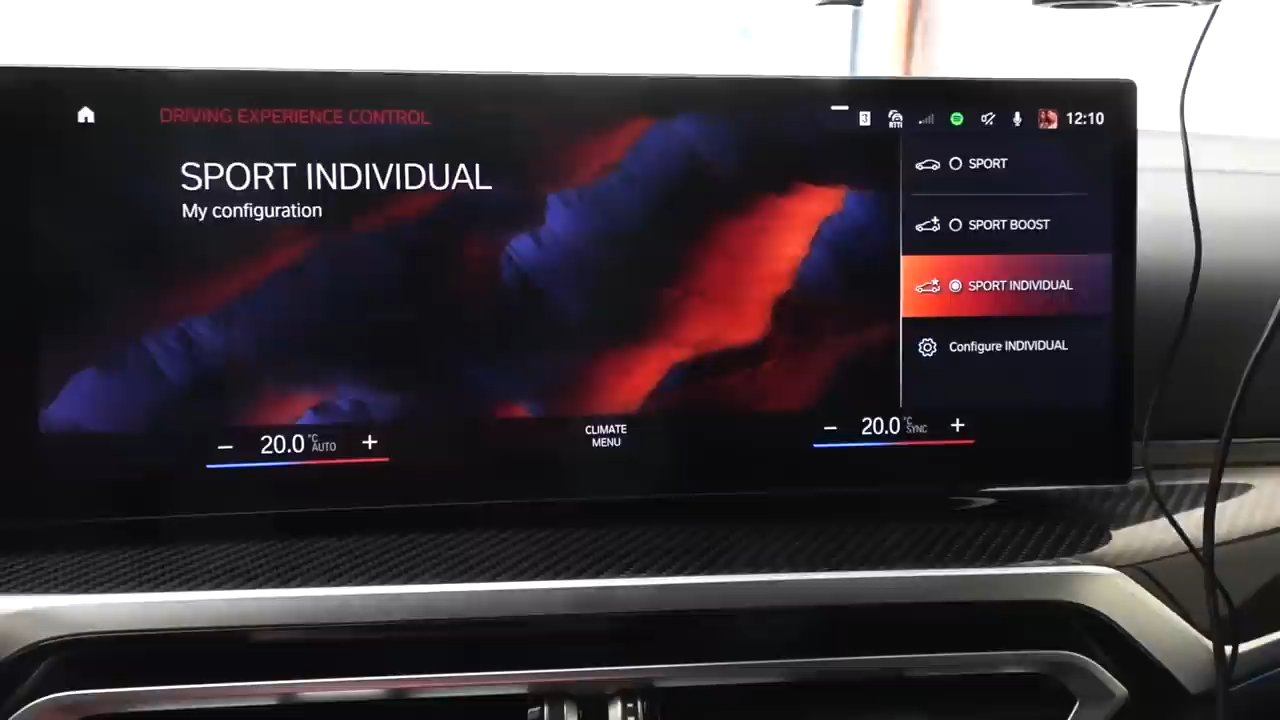 DRIVING EXPERIENCE CONTROL
3
12:10
SPORT INDIVIDUAL
My configuration
SPORT
SPORT BOOST
SPORT INDIVIDUAL
Configure INDIVIDUAL
− 20.0 °C AUTO +
CLIMATE
MENU
− 20.0 °C SYNC +